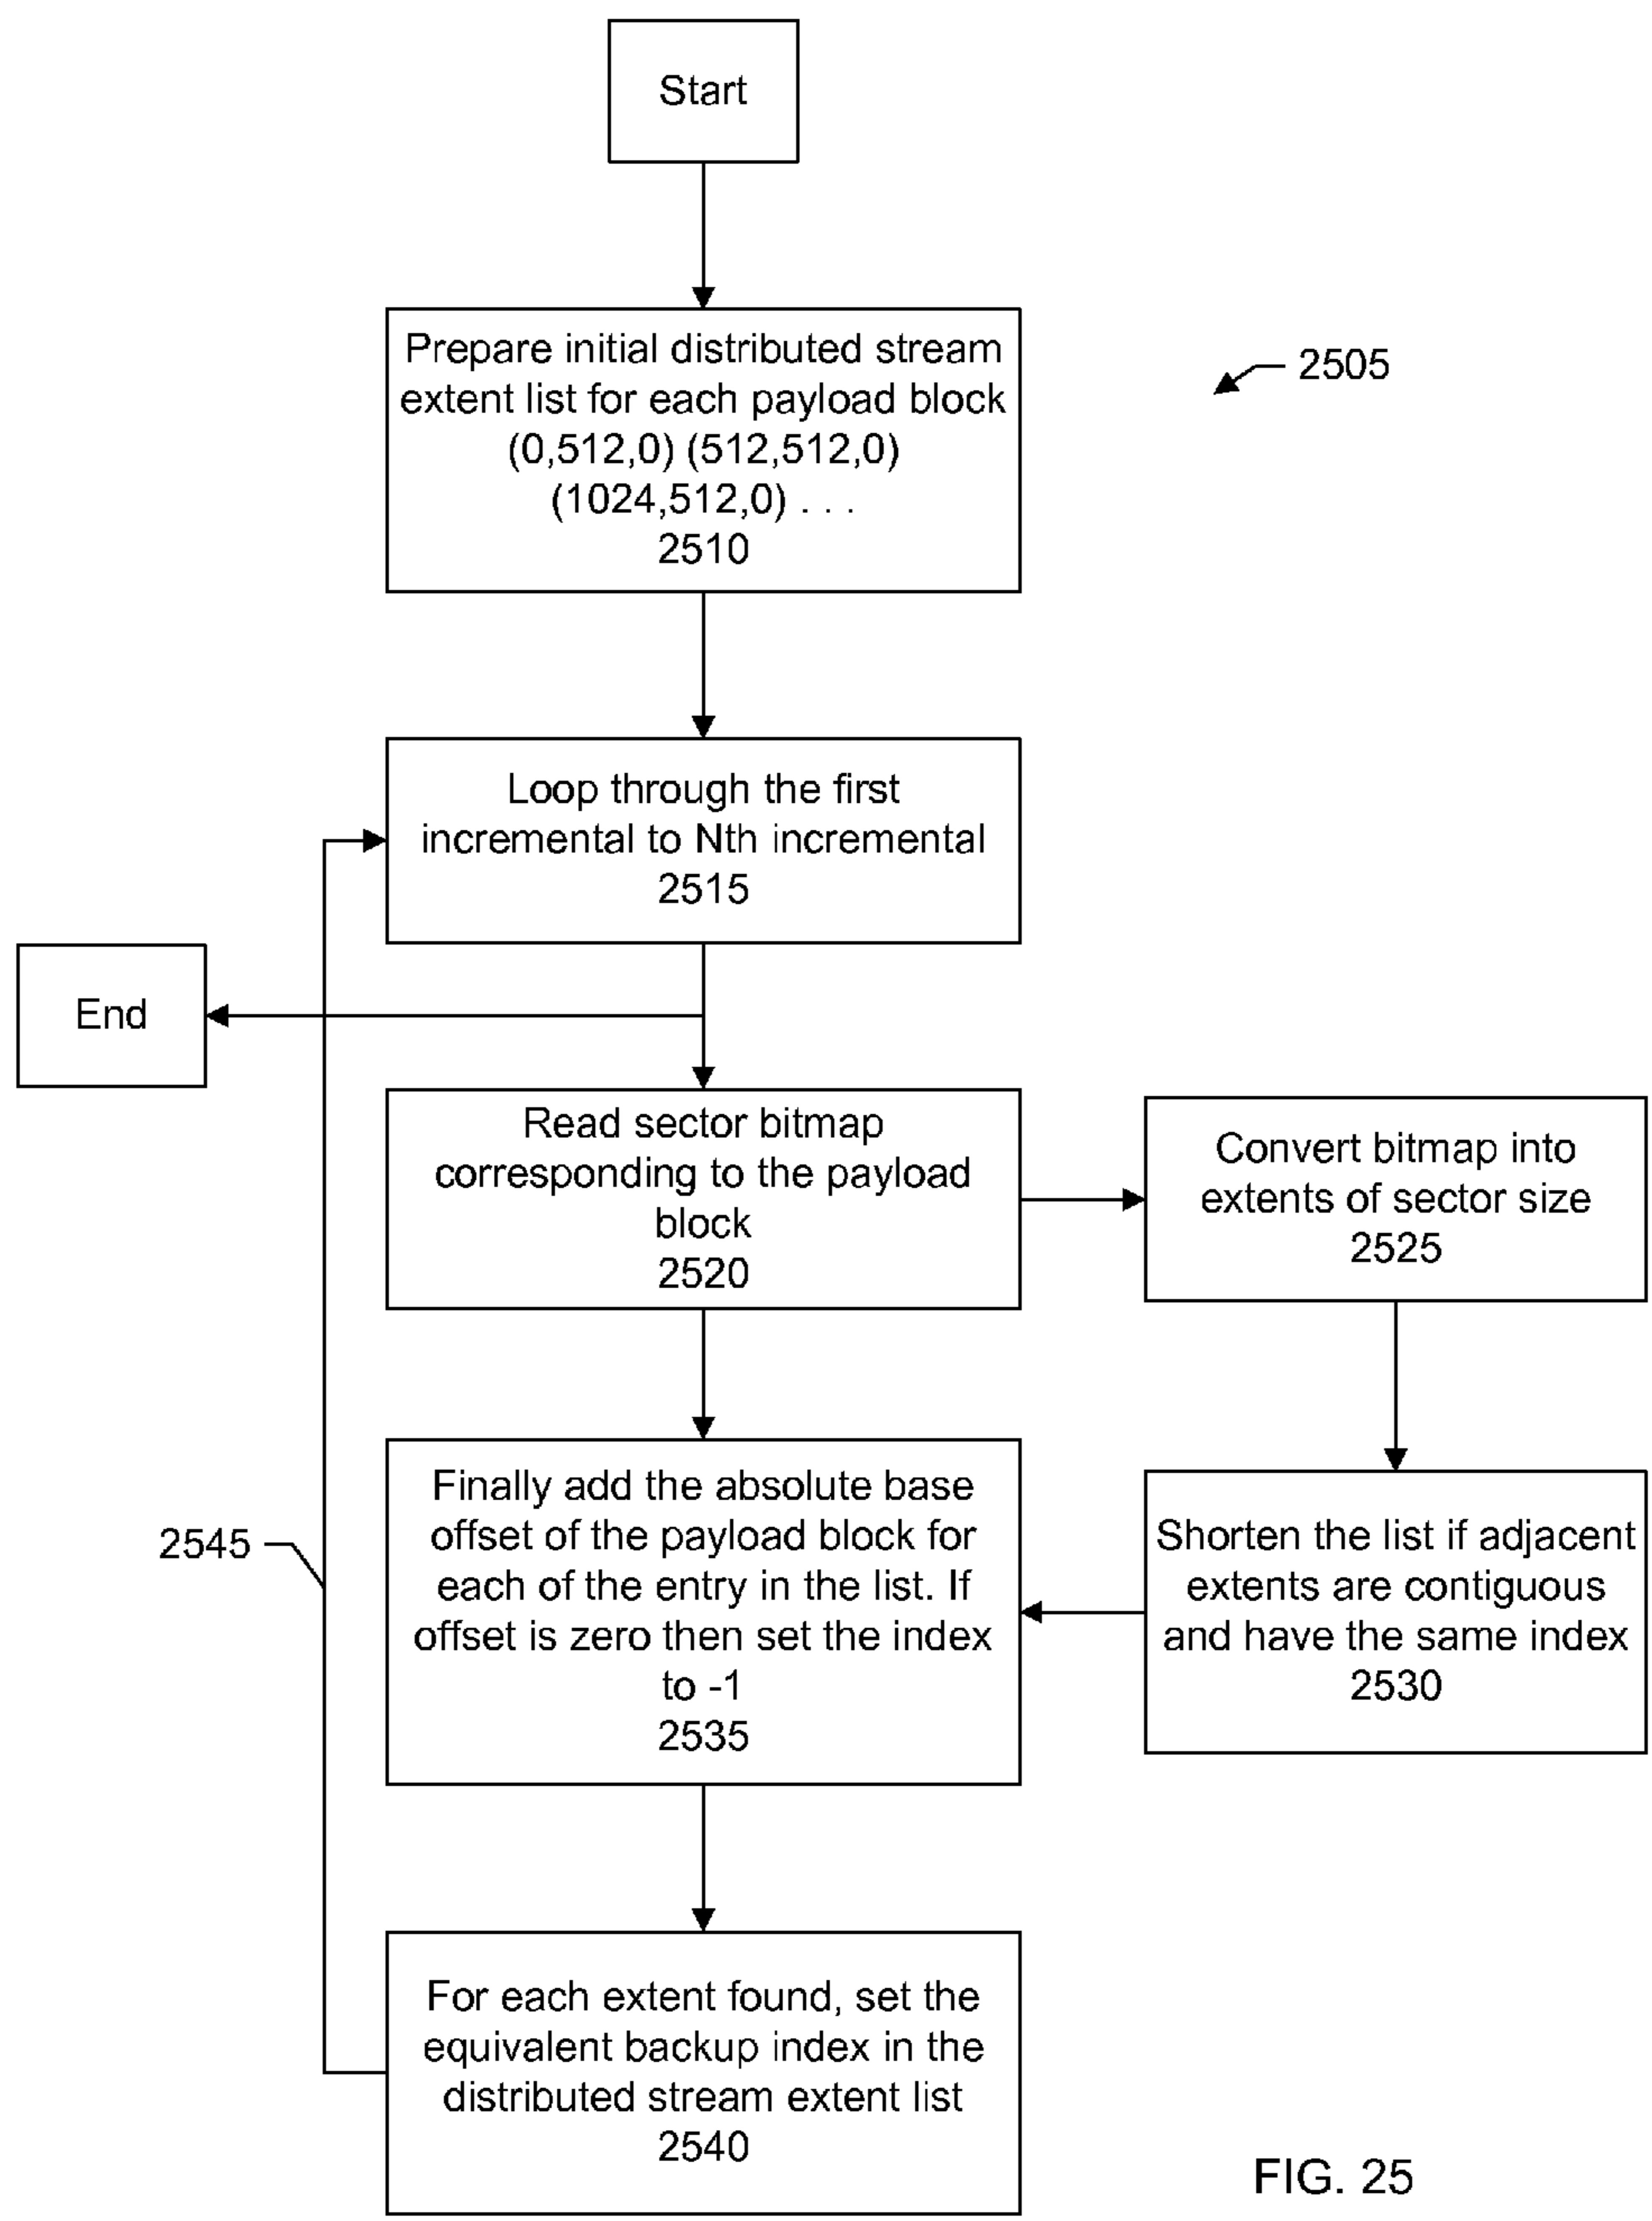 Start
Prepare initial distributed stream
extent list for each payload block
(0,512,0) (512,512,0)
(1024,512,0) . . .
2510
2505
Loop through the first
incremental to Nth incremental
2515
End
Read sector bitmap
corresponding to the payload
block
2520
Convert bitmap into
extents of sector size
2525
Finally add the absolute base
offset of the payload block for
each of the entry in the list. If
offset is zero then set the index
to -1
2535
Shorten the list if adjacent
extents are contiguous
and have the same index
2530
2545
For each extent found, set the
equivalent backup index in the
distributed stream extent list
2540
FIG. 25